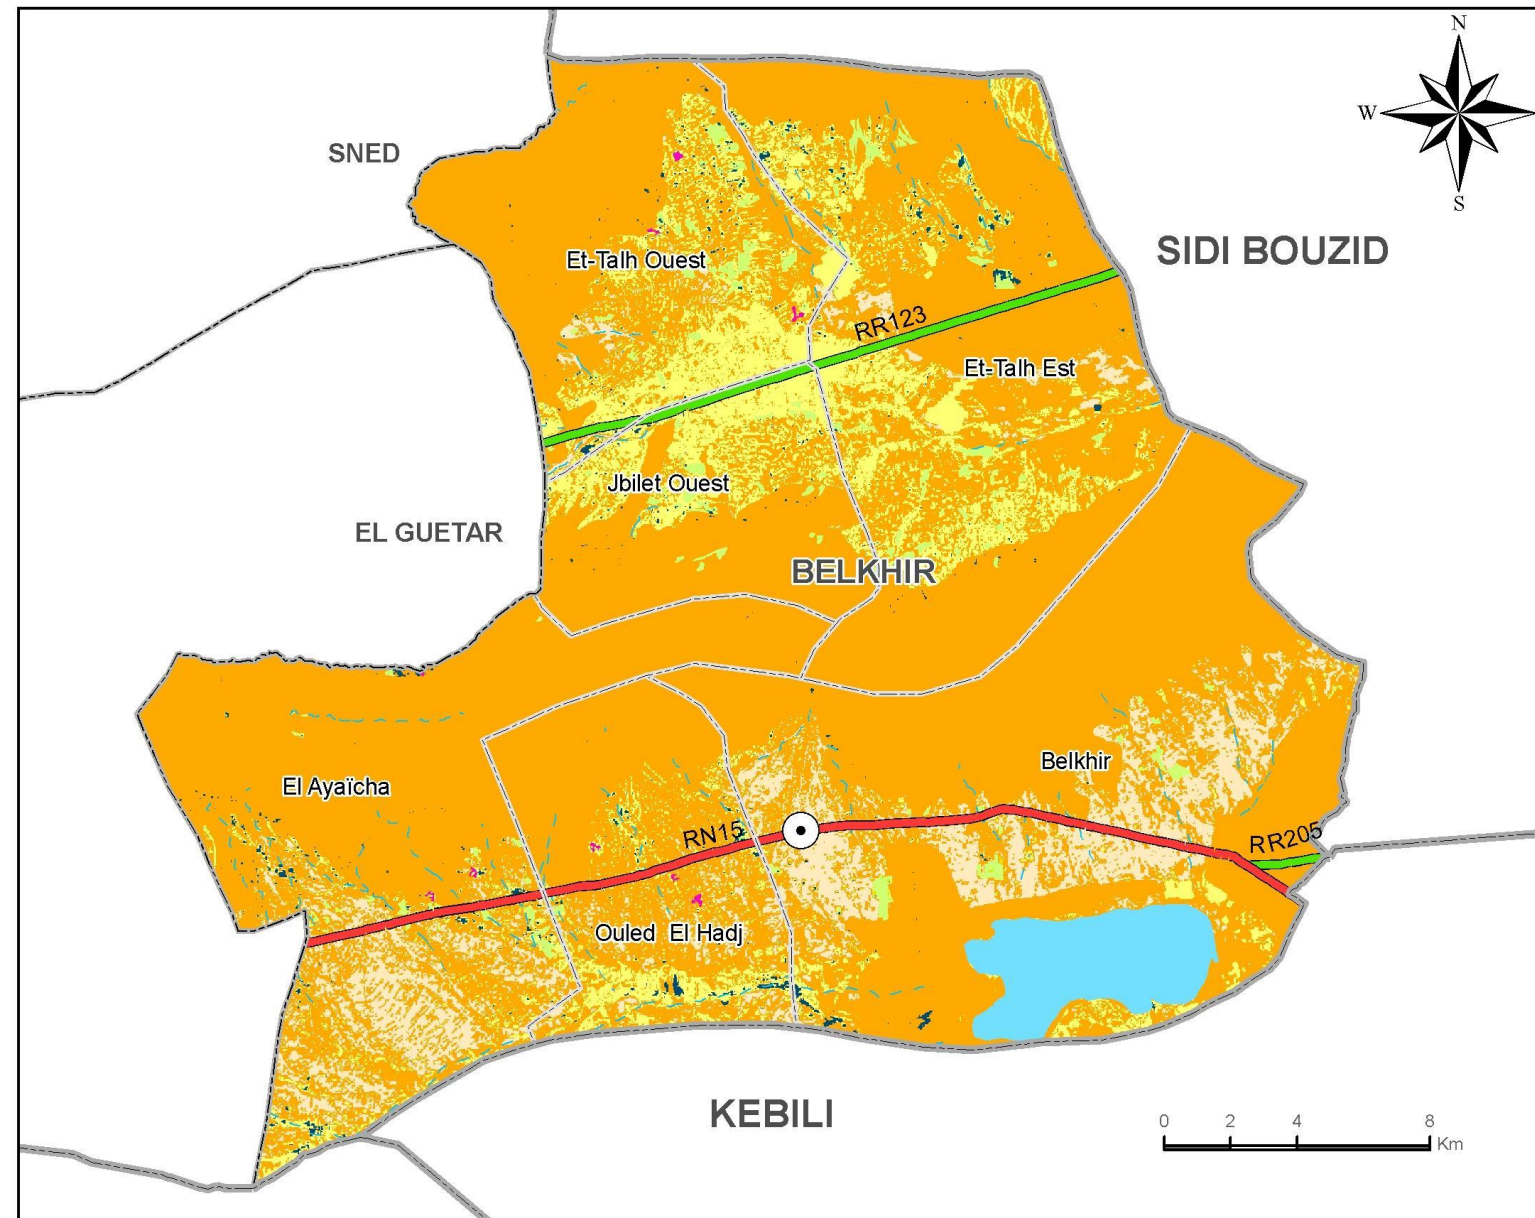 N
W
S
SNED
SIDI BOUZID
Et-Talh Ouest
RR123
Et-Talh Est
Jbilet Ouest
EL GUETAR
BELKHIR
Belkhir
El Ayaïcha
RN15
RR205
Ouled El Hadj
KEBILI
0 2 4 8
Km